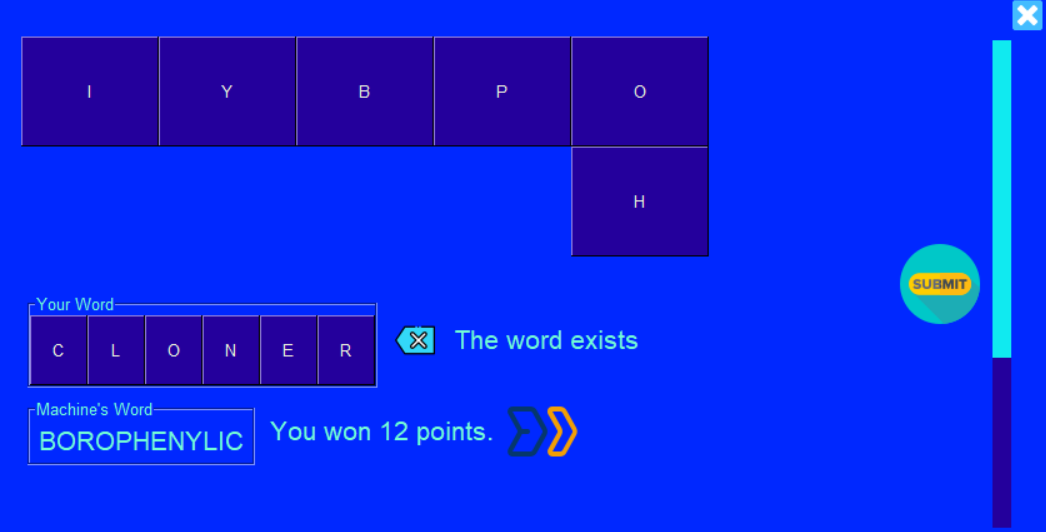 I Y B P O
H
SUBMIT
Your Word
C L O N E R
The word exists
Machine's Word
BOROPHENYLIC
You won 12 points.